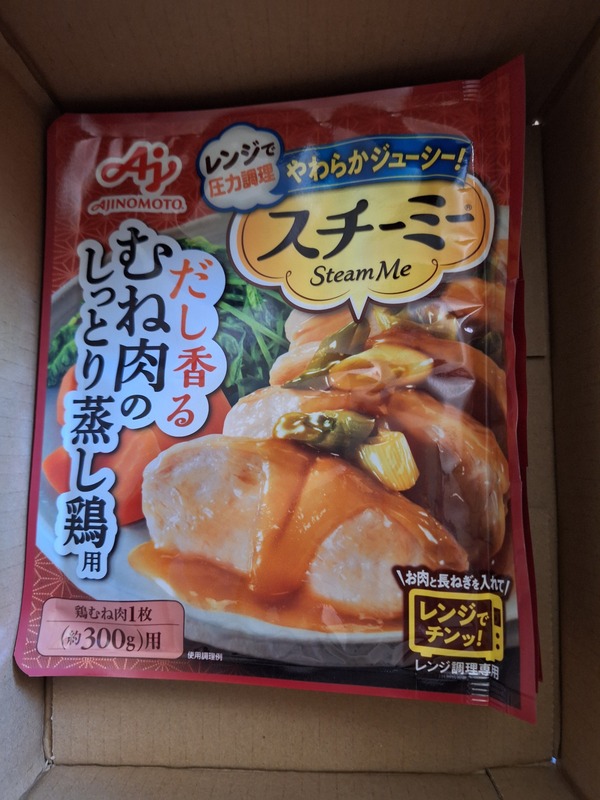 Aj
AJINOMOTO®
レンジで
圧力調理
やわらかジューシー!
スチーミー®
Steam Me
だし香る
むね肉の
しっとり蒸し鶏用
鶏むね肉1枚
(約300g)用
使用調理例
お肉と長ねぎを入れて
レンジで
チンッ!
レンジ調理専用